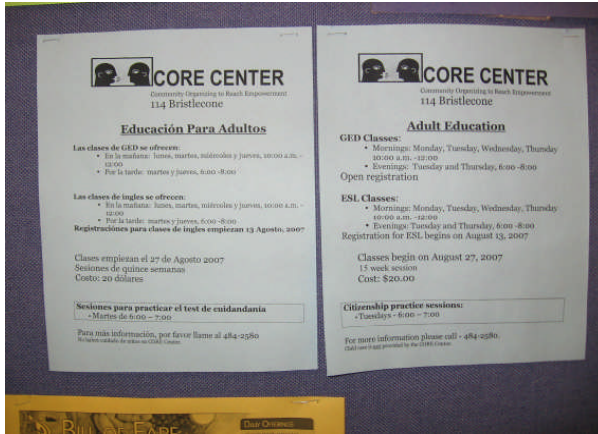 CORE CENTER
Community Organizing to Reach Empowerment
114 Bristlecone
Educación Para Adultos
Las clases de GED se ofrecen:
• En la mañana: lunes, martes, miércoles y jueves, 10:00 a.m. -
12:00
• Por la tarde: martes y jueves, 6:00 -8:00
Las clases de ingles se ofrecen:
• En la mañana: lunes, martes, miércoles y jueves, 10:00 a.m. -
12:00
• Por la tarde: martes y jueves, 6:00 -8:00
Registraciónes para clases de ingles empiezan 13 Agosto, 2007
Clases empiezan el 27 de Agosto 2007
Sesiones de quince semanas
Costo: 20 dólares
Sesiones para practicar el test de cuidandania
-Martes de 6:00 – 7:00
Para más información, por favor llame al 484-2580
CORE CENTER
Community Organizing to Reach Empowerment
114 Bristlecone
Adult Education
GED Classes:
• Mornings: Monday, Tuesday, Wednesday, Thursday
10:00 a.m. -12:00
• Evenings: Tuesday and Thursday, 6:00 -8:00
Open registration
ESL Classes:
• Mornings: Monday, Tuesday, Wednesday, Thursday
10:00 a.m. -12:00
• Evenings: Tuesday and Thursday, 6:00 -8:00
Registration for ESL begins on August 13, 2007
Classes begin on August 27, 2007
15 week session
Cost: $20.00
Citizenship practice sessions:
-Tuesdays - 6:00 – 7:00
For more information please call - 484-2580.
provided by the CORE Center.
BILL OF FARE